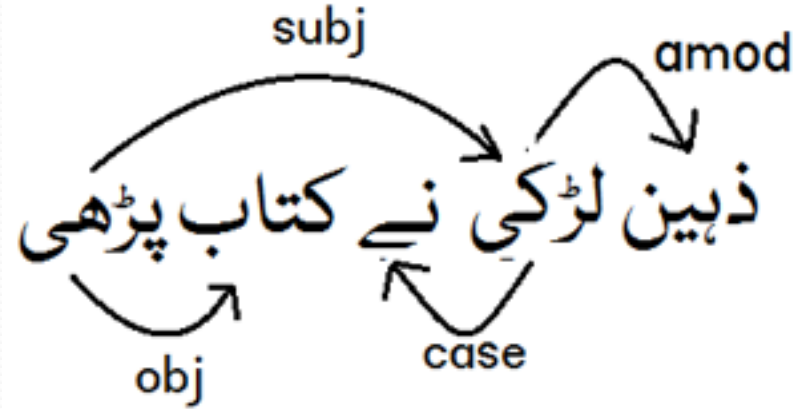 subj
amod
ذہین لڑکی نے کتاب پڑھی
obj
case